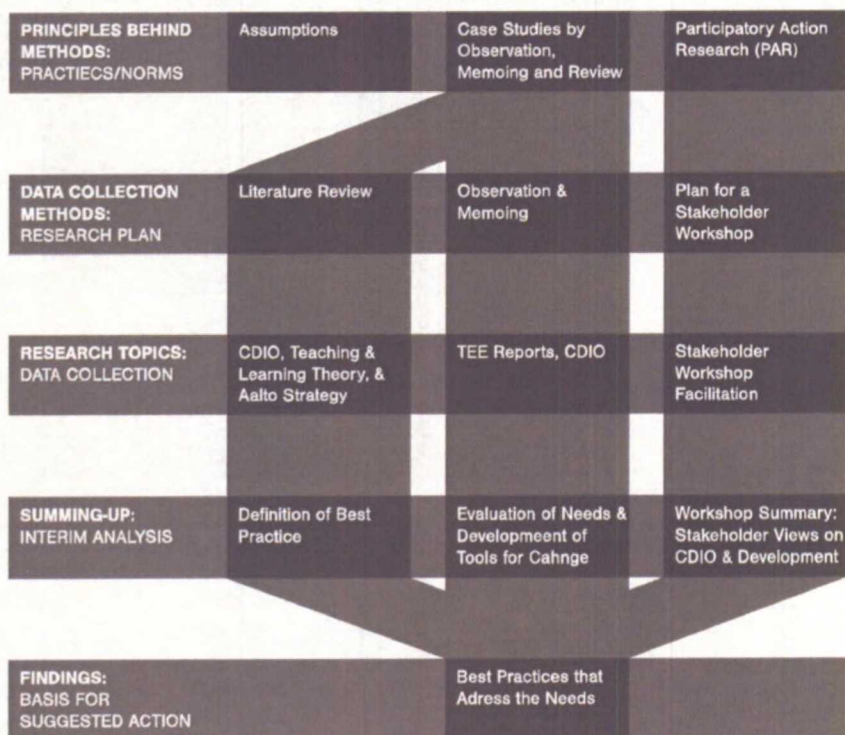 PRINCIPLES BEHIND
METHODS:
PRACTIECS/NORMS
Assumptions
Case Studies by
Observation,
Memoing and Review
Participatory Action
Research (PAR)
DATA COLLECTION
METHODS:
RESEARCH PLAN
Literature Review
Observation &
Memoing
Plan for a
Stakeholder
Workshop
RESEARCH TOPICS:
DATA COLLECTION
CDIO, Teaching &
Learning Theory, &
Aalto Strategy
TEE Reports, CDIO
Stakeholder
Workshop
Facilitation
SUMMING-UP:
INTERIM ANALYSIS
Definition of Best
Practice
Evaluation of Needs &
Developmeent of
Tools for Cahnge
Workshop Summary:
Stakeholder Views on
CDIO & Development
FINDINGS:
BASIS FOR
SUGGESTED ACTION
Best Practices that
Adress the Needs